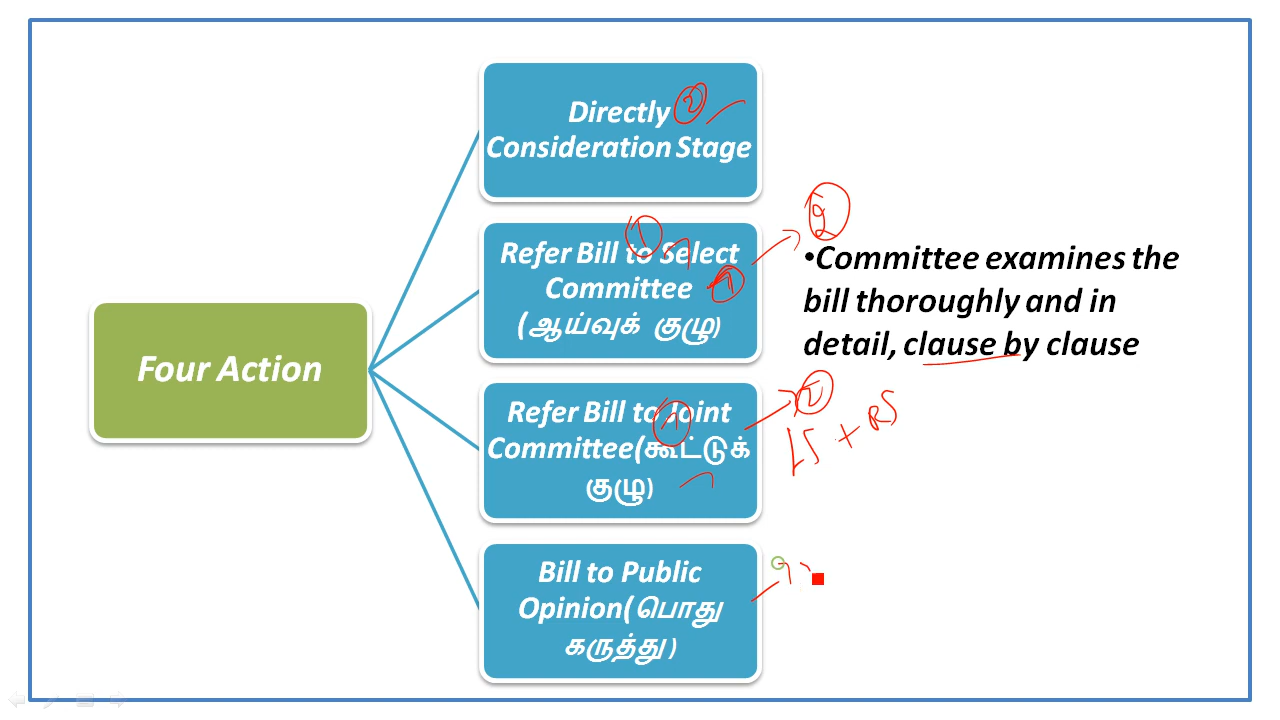 Four Action
Directly
Consideration Stage
Refer Bill to Select
Committee
(ஆய்வுக் குழு)
Refer Bill to Joint
Committee(கூட்டுக்
குழு)
Bill to Public
Opinion(பொது
கருத்து)
•Committee examines the
bill thoroughly and in
detail, clause by clause
LS + RS